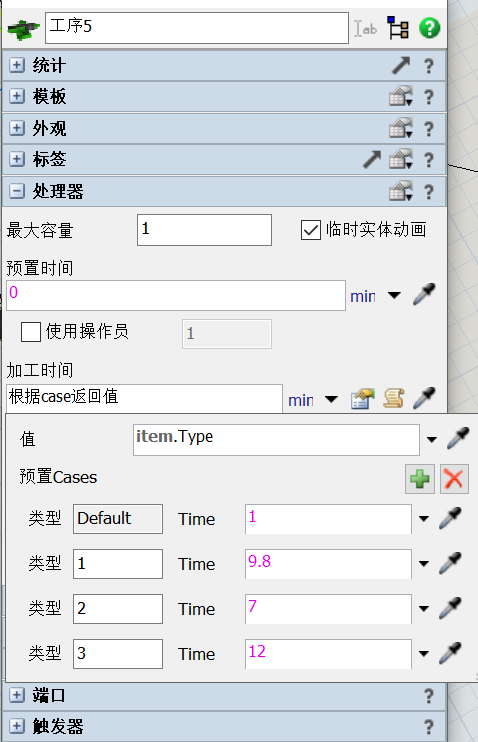 工序5
统计
模板
外观
标签
处理器
最大容量 1 临时实体动画
预置时间
0 min
使用操作员 1
加工时间
根据case返回值 min
值 item.Type
预置Cases
类型 Default Time 1
类型 1 Time 9.8
类型 2 Time 7
类型 3 Time 12
端口
触发器